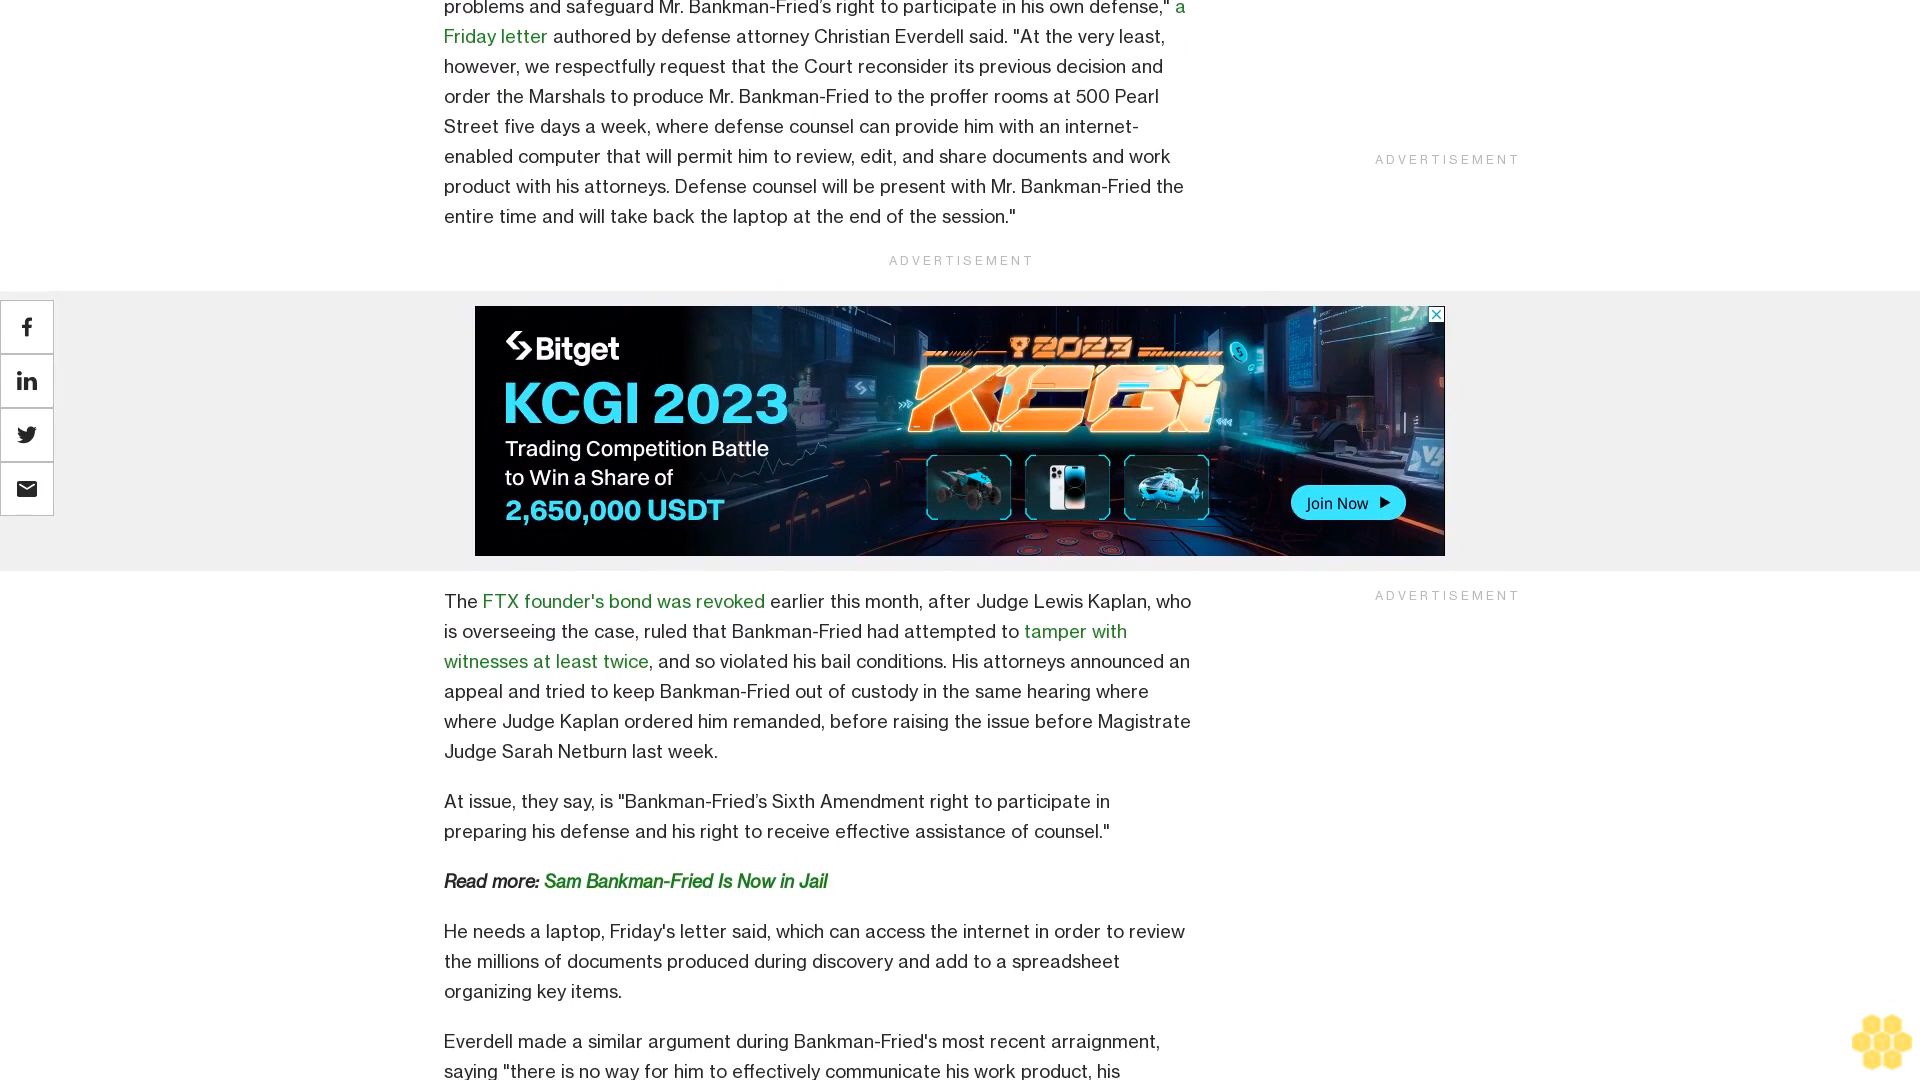 problems and safeguard Mr. Bankman-Fried’s right to participate in his own defense," a
Friday letter authored by defense attorney Christian Everdell said. "At the very least,
however, we respectfully request that the Court reconsider its previous decision and
order the Marshals to produce Mr. Bankman-Fried to the proffer rooms at 500 Pearl
Street five days a week, where defense counsel can provide him with an internet-
enabled computer that will permit him to review, edit, and share documents and work
product with his attorneys. Defense counsel will be present with Mr. Bankman-Fried the
entire time and will take back the laptop at the end of the session."
ADVERTISEMENT
ADVERTISEMENT
Bitget
KCGI 2023
Trading Competition Battle
to Win a Share of
2,650,000 USDT
2023
KCGI
Join Now
The FTX founder's bond was revoked earlier this month, after Judge Lewis Kaplan, who
is overseeing the case, ruled that Bankman-Fried had attempted to tamper with
witnesses at least twice, and so violated his bail conditions. His attorneys announced an
appeal and tried to keep Bankman-Fried out of custody in the same hearing where
where Judge Kaplan ordered him remanded, before raising the issue before Magistrate
Judge Sarah Netburn last week.
ADVERTISEMENT
At issue, they say, is "Bankman-Fried’s Sixth Amendment right to participate in
preparing his defense and his right to receive effective assistance of counsel."
Read more: Sam Bankman-Fried Is Now in Jail
He needs a laptop, Friday's letter said, which can access the internet in order to review
the millions of documents produced during discovery and add to a spreadsheet
organizing key items.
Everdell made a similar argument during Bankman-Fried's most recent arraignment,
saying "there is no way for him to effectively communicate his work product, his